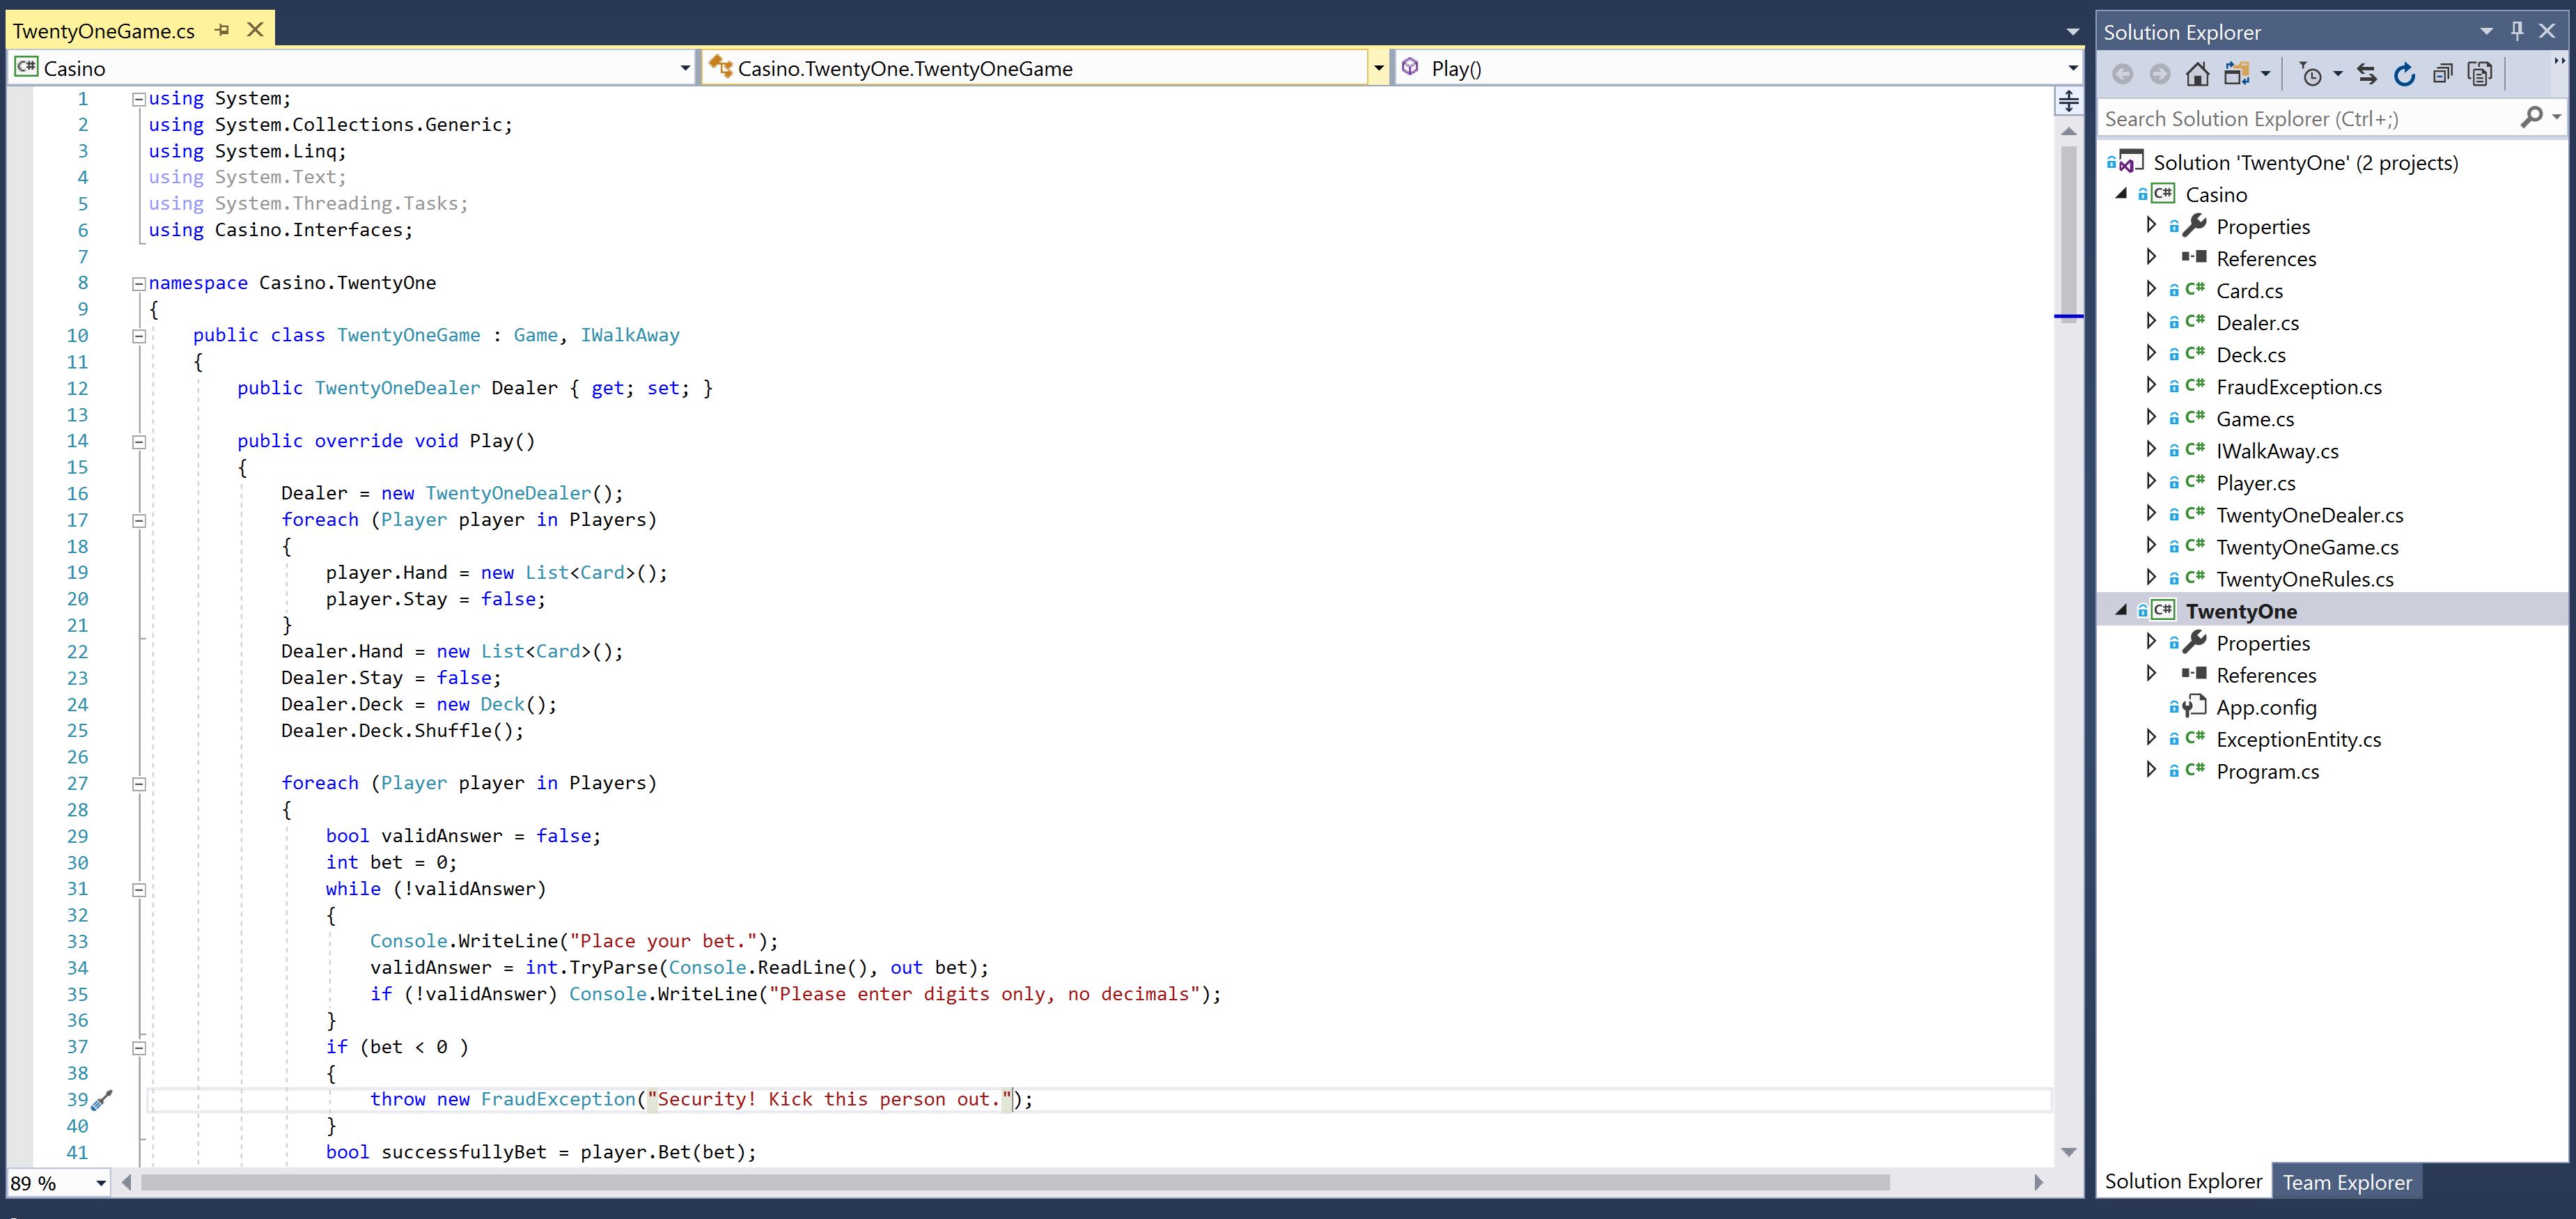 TwentyOneGame.cs
C# Casino
Casino.TwentyOne.TwentyOneGame
Play()
1 using System;
2 using System.Collections.Generic;
3 using System.Linq;
4 using System.Text;
5 using System.Threading.Tasks;
6 using Casino.Interfaces;
7
8 namespace Casino.TwentyOne
9 {
10     public class TwentyOneGame : Game, IWalkAway
11     {
12         public TwentyOneDealer Dealer { get; set; }
13
14         public override void Play()
15         {
16             Dealer = new TwentyOneDealer();
17             foreach (Player player in Players)
18             {
19                 player.Hand = new List<Card>();
20                 player.Stay = false;
21             }
22             Dealer.Hand = new List<Card>();
23             Dealer.Stay = false;
24             Dealer.Deck = new Deck();
25             Dealer.Deck.Shuffle();
26
27             foreach (Player player in Players)
28             {
29                 bool validAnswer = false;
30                 int bet = 0;
31                 while (!validAnswer)
32                 {
33                     Console.WriteLine("Place your bet.");
34                     validAnswer = int.TryParse(Console.ReadLine(), out bet);
35                     if (!validAnswer) Console.WriteLine("Please enter digits only, no decimals");
36                 }
37                 if (bet < 0 )
38                 {
39                     throw new FraudException("Security! Kick this person out.");
40                 }
41                 bool successfullyBet = player.Bet(bet);
89 %
Solution Explorer
Search Solution Explorer (Ctrl+;)
Solution 'TwentyOne' (2 projects)
C# Casino
Properties
References
C# Card.cs
C# Dealer.cs
C# Deck.cs
C# FraudException.cs
C# Game.cs
C# IWalkAway.cs
C# Player.cs
C# TwentyOneDealer.cs
C# TwentyOneGame.cs
C# TwentyOneRules.cs
C# TwentyOne
Properties
References
App.config
C# ExceptionEntity.cs
C# Program.cs
Solution Explorer
Team Explorer